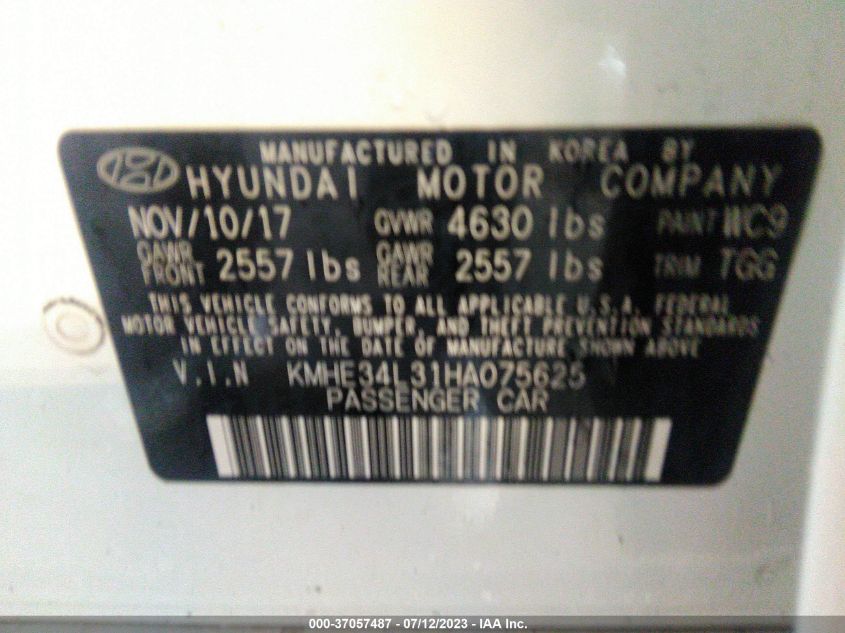 MANUFACTURED IN KOREA BY
HYUNDAI MOTOR COMPANY
NOV/10/17 GVWR 4630 lbs PAINT WC9
GAWR FRONT 2557 lbs GAWR REAR 2557 lbs TRIM TGG
THIS VEHICLE CONFORMS TO ALL APPLICABLE U.S.A. FEDERAL
MOTOR VEHICLE SAFETY, BUMPER, AND THEFT PREVENTION STANDARDS
IN EFFECT ON THE DATE OF MANUFACTURE SHOWN ABOVE
V.I.N KMHE34L31HA075625
PASSENGER CAR
000-37057487 - 07/12/2023 - IAA Inc.